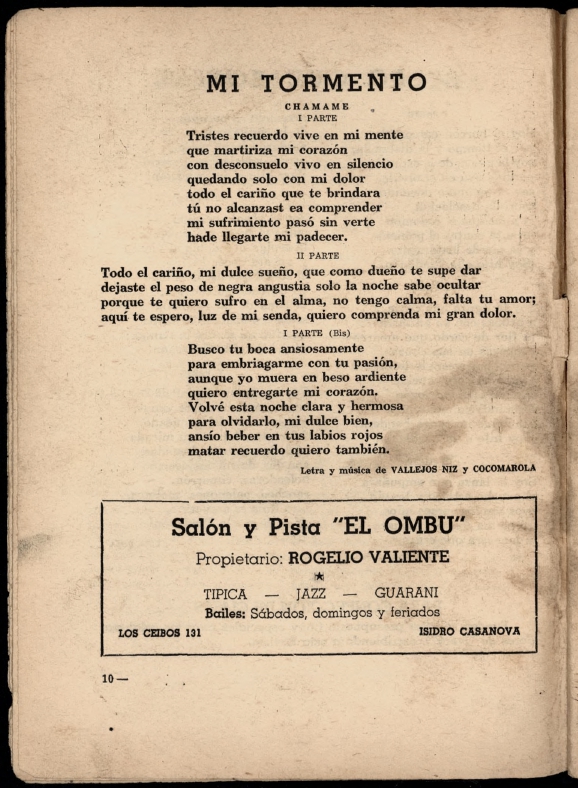 MI TORMENTO
CHAMAME
I PARTE
Tristes recuerdo vive en mi mente
que martiriza mi corazón
con desconsuelo vivo en silencio
quedando solo con mi dolor
todo el cariño que te brindara
tú no alcanzast ea comprender
mi sufrimiento pasó sin verte
hade llegarte mi padecer.
II PARTE
Todo el cariño, mi dulce sueño, que como dueño te supe dar
dejaste el peso de negra angustia solo la noche sabe ocultar
porque te quiero sufro en el alma, no tengo calma, falta tu amor;
aquí te espero, luz de mi senda, quiero comprenda mi gran dolor.
I PARTE (Bis)
Busco tu boca ansiosamente
para embriagarme con tu pasión,
aunque yo muera en beso ardiente
quiero entregarte mi corazón.
Volvé esta noche clara y hermosa
para olvidarlo, mi dulce bien,
ansío beber en tus labios rojos
matar recuerdo quiero también.
Letra y música de VALLEJOS NIZ y COCOMAROLA
Salón y Pista "EL OMBU"
Propietario: ROGELIO VALIENTE
TIPICA — JAZZ — GUARANI
Bailes: Sábados, domingos y feriados
LOS CEIBOS 131 ISIDRO CASANOVA
10 —